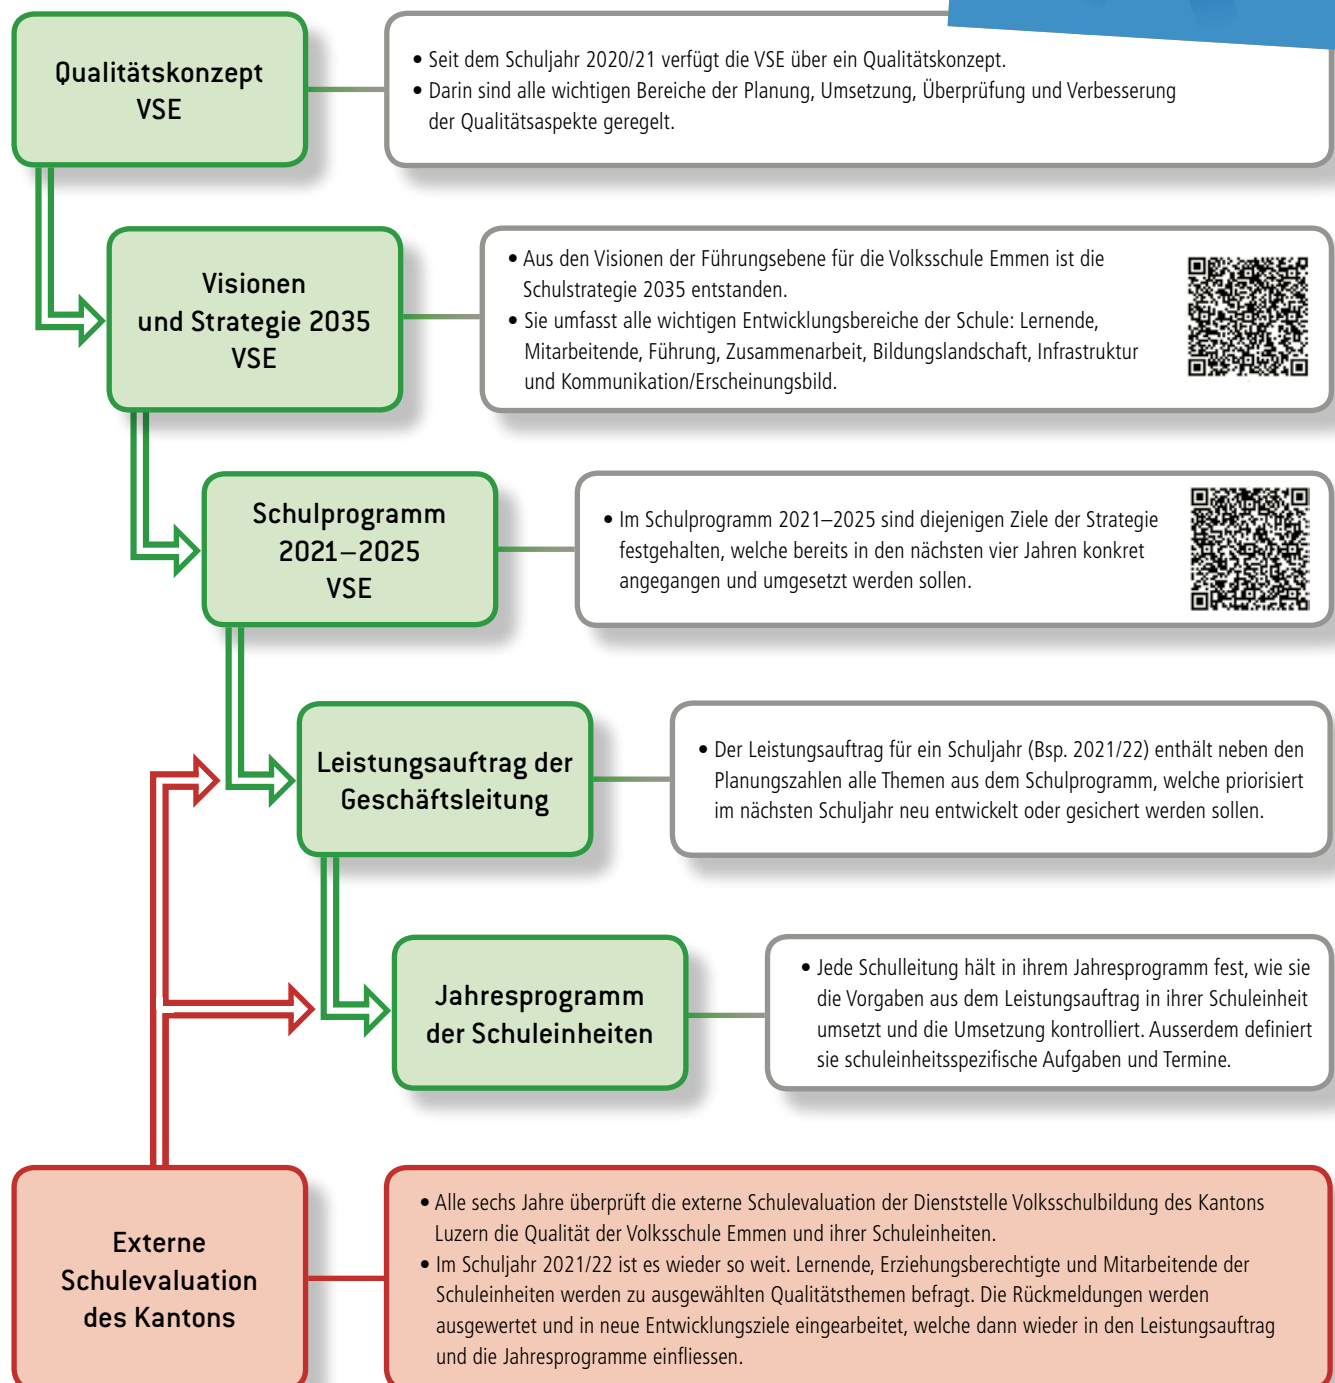 Qualitätskonzept
VSE
• Seit dem Schuljahr 2020/21 verfügt die VSE über ein Qualitätskonzept.
• Darin sind alle wichtigen Bereiche der Planung, Umsetzung, Überprüfung und Verbesserung
der Qualitätsaspekte geregelt.
Visionen
und Strategie 2035
VSE
• Aus den Visionen der Führungsebene für die Volksschule Emmen ist die
Schulstrategie 2035 entstanden.
• Sie umfasst alle wichtigen Entwicklungsbereiche der Schule: Lernende,
Mitarbeitende, Führung, Zusammenarbeit, Bildungslandschaft, Infrastruktur
und Kommunikation/Erscheinungsbild.
Schulprogramm
2021–2025
VSE
• Im Schulprogramm 2021–2025 sind diejenigen Ziele der Strategie
festgehalten, welche bereits in den nächsten vier Jahren konkret
angegangen und umgesetzt werden sollen.
Leistungsauftrag der
Geschäftsleitung
• Der Leistungsauftrag für ein Schuljahr (Bsp. 2021/22) enthält neben den
Planungszahlen alle Themen aus dem Schulprogramm, welche priorisiert
im nächsten Schuljahr neu entwickelt oder gesichert werden sollen.
Jahresprogramm
der Schuleinheiten
• Jede Schulleitung hält in ihrem Jahresprogramm fest, wie sie
die Vorgaben aus dem Leistungsauftrag in ihrer Schuleinheit
umsetzt und die Umsetzung kontrolliert. Ausserdem definiert
sie schuleinheitsspezifische Aufgaben und Termine.
Externe
Schulevaluation
des Kantons
• Alle sechs Jahre überprüft die externe Schulevaluation der Dienststelle Volksschulbildung des Kantons
Luzern die Qualität der Volksschule Emmen und ihrer Schuleinheiten.
• Im Schuljahr 2021/22 ist es wieder so weit. Lernende, Erziehungsberechtigte und Mitarbeitende der
Schuleinheiten werden zu ausgewählten Qualitätsthemen befragt. Die Rückmeldungen werden
ausgewertet und in neue Entwicklungsziele eingearbeitet, welche dann wieder in den Leistungsauftrag
und die Jahresprogramme einfliessen.